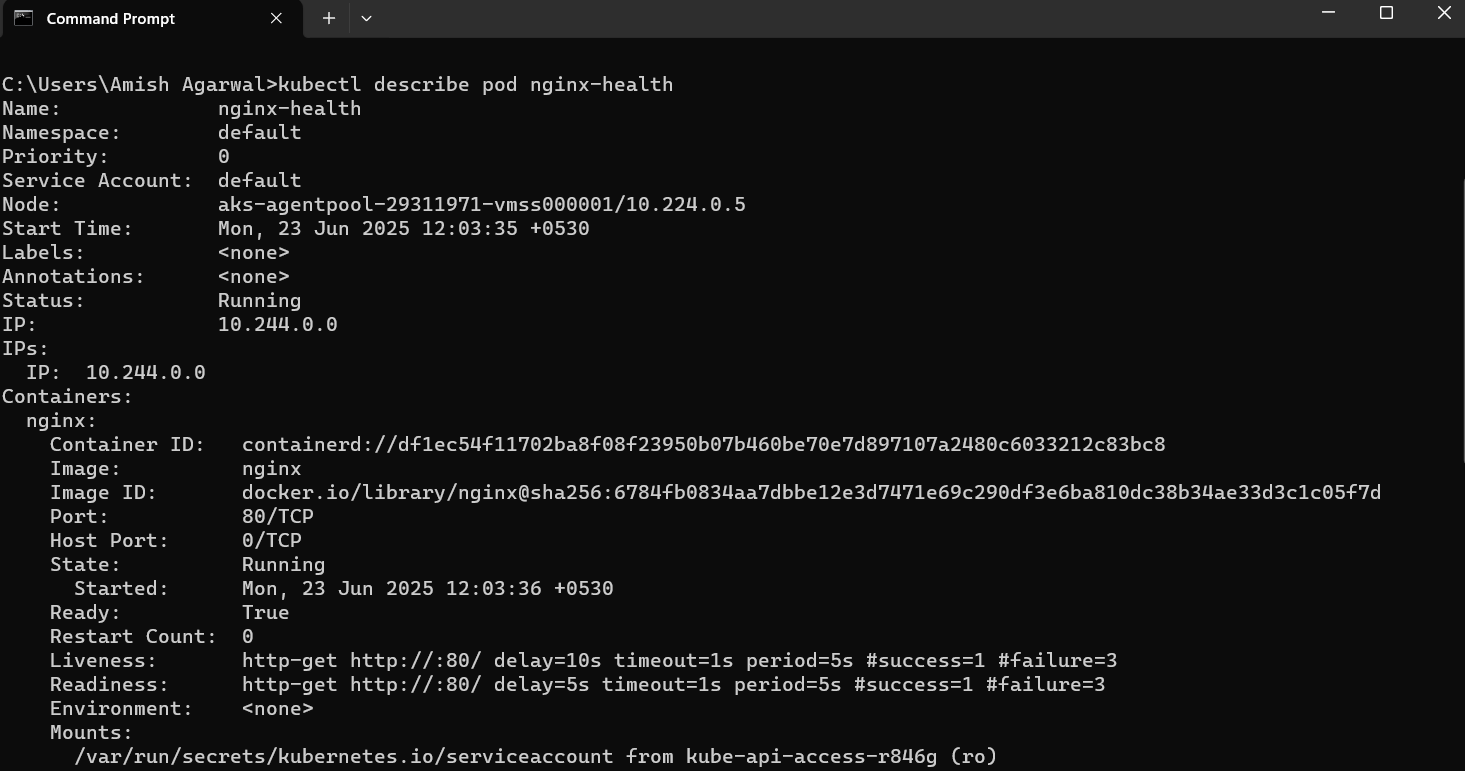 Command Prompt
C:\Users\Amish Agarwal>kubectl describe pod nginx-health
Name:             nginx-health
Namespace:        default
Priority:         0
Service Account:  default
Node:             aks-agentpool-29311971-vmss000001/10.224.0.5
Start Time:       Mon, 23 Jun 2025 12:03:35 +0530
Labels:           <none>
Annotations:      <none>
Status:           Running
IP:               10.244.0.0
IPs:
  IP:  10.244.0.0
Containers:
  nginx:
    Container ID:   containerd://df1ec54f11702ba8f08f23950b07b460be70e7d897107a2480c6033212c83bc8
    Image:          nginx
    Image ID:       docker.io/library/nginx@sha256:6784fb0834aa7dbbe12e3d7471e69c290df3e6ba810dc38b34ae33d3c1c05f7d
    Port:           80/TCP
    Host Port:      0/TCP
    State:          Running
      Started:      Mon, 23 Jun 2025 12:03:36 +0530
    Ready:          True
    Restart Count:  0
    Liveness:       http-get http://:80/ delay=10s timeout=1s period=5s #success=1 #failure=3
    Readiness:      http-get http://:80/ delay=5s timeout=1s period=5s #success=1 #failure=3
    Environment:    <none>
    Mounts:
      /var/run/secrets/kubernetes.io/serviceaccount from kube-api-access-r846g (ro)